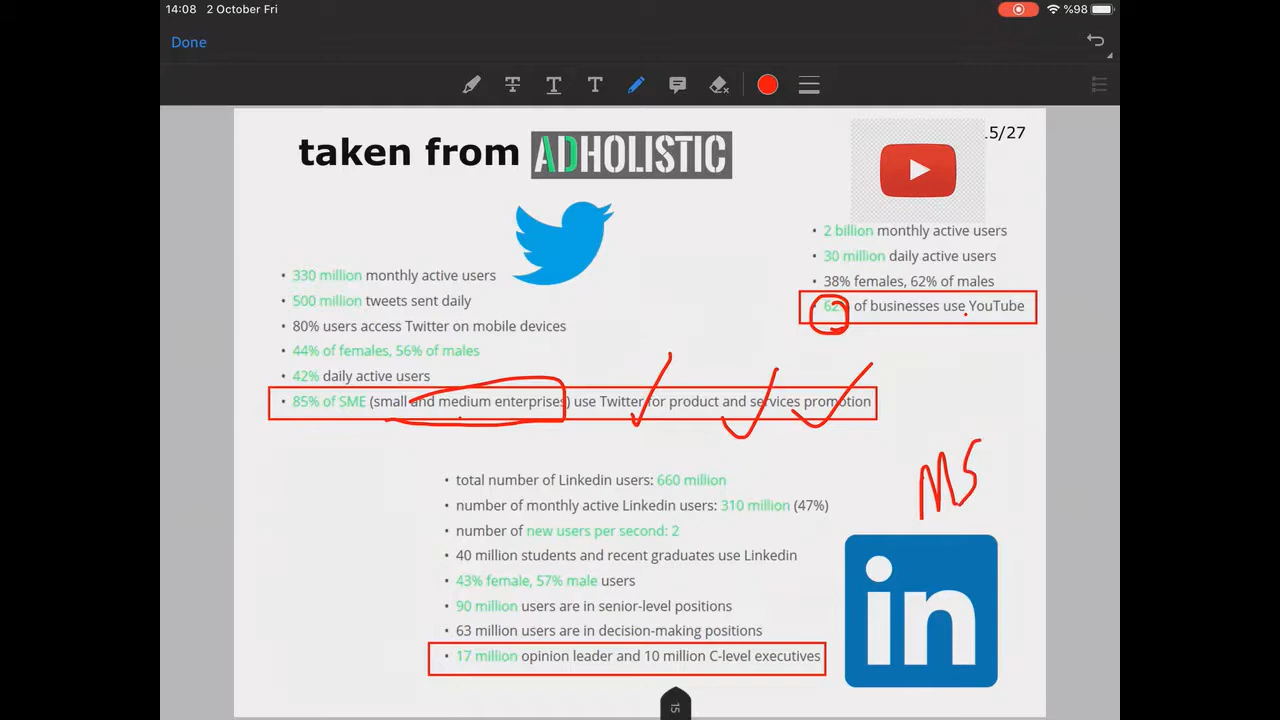 14:08 2 October Fri
%98
Done
taken from ADHOLISTIC
15/27
• 330 million monthly active users
• 500 million tweets sent daily
• 80% users access Twitter on mobile devices
• 44% of females, 56% of males
• 42% daily active users
• 85% of SME (small and medium enterprises) use Twitter for product and services promotion
• 2 billion monthly active users
• 30 million daily active users
• 38% females, 62% of males
• 62% of businesses use YouTube
• total number of Linkedin users: 660 million
• number of monthly active Linkedin users: 310 million (47%)
• number of new users per second: 2
• 40 million students and recent graduates use Linkedin
• 43% female, 57% male users
• 90 million users are in senior-level positions
• 63 million users are in decision-making positions
• 17 million opinion leader and 10 million C-level executives
MS
in
15